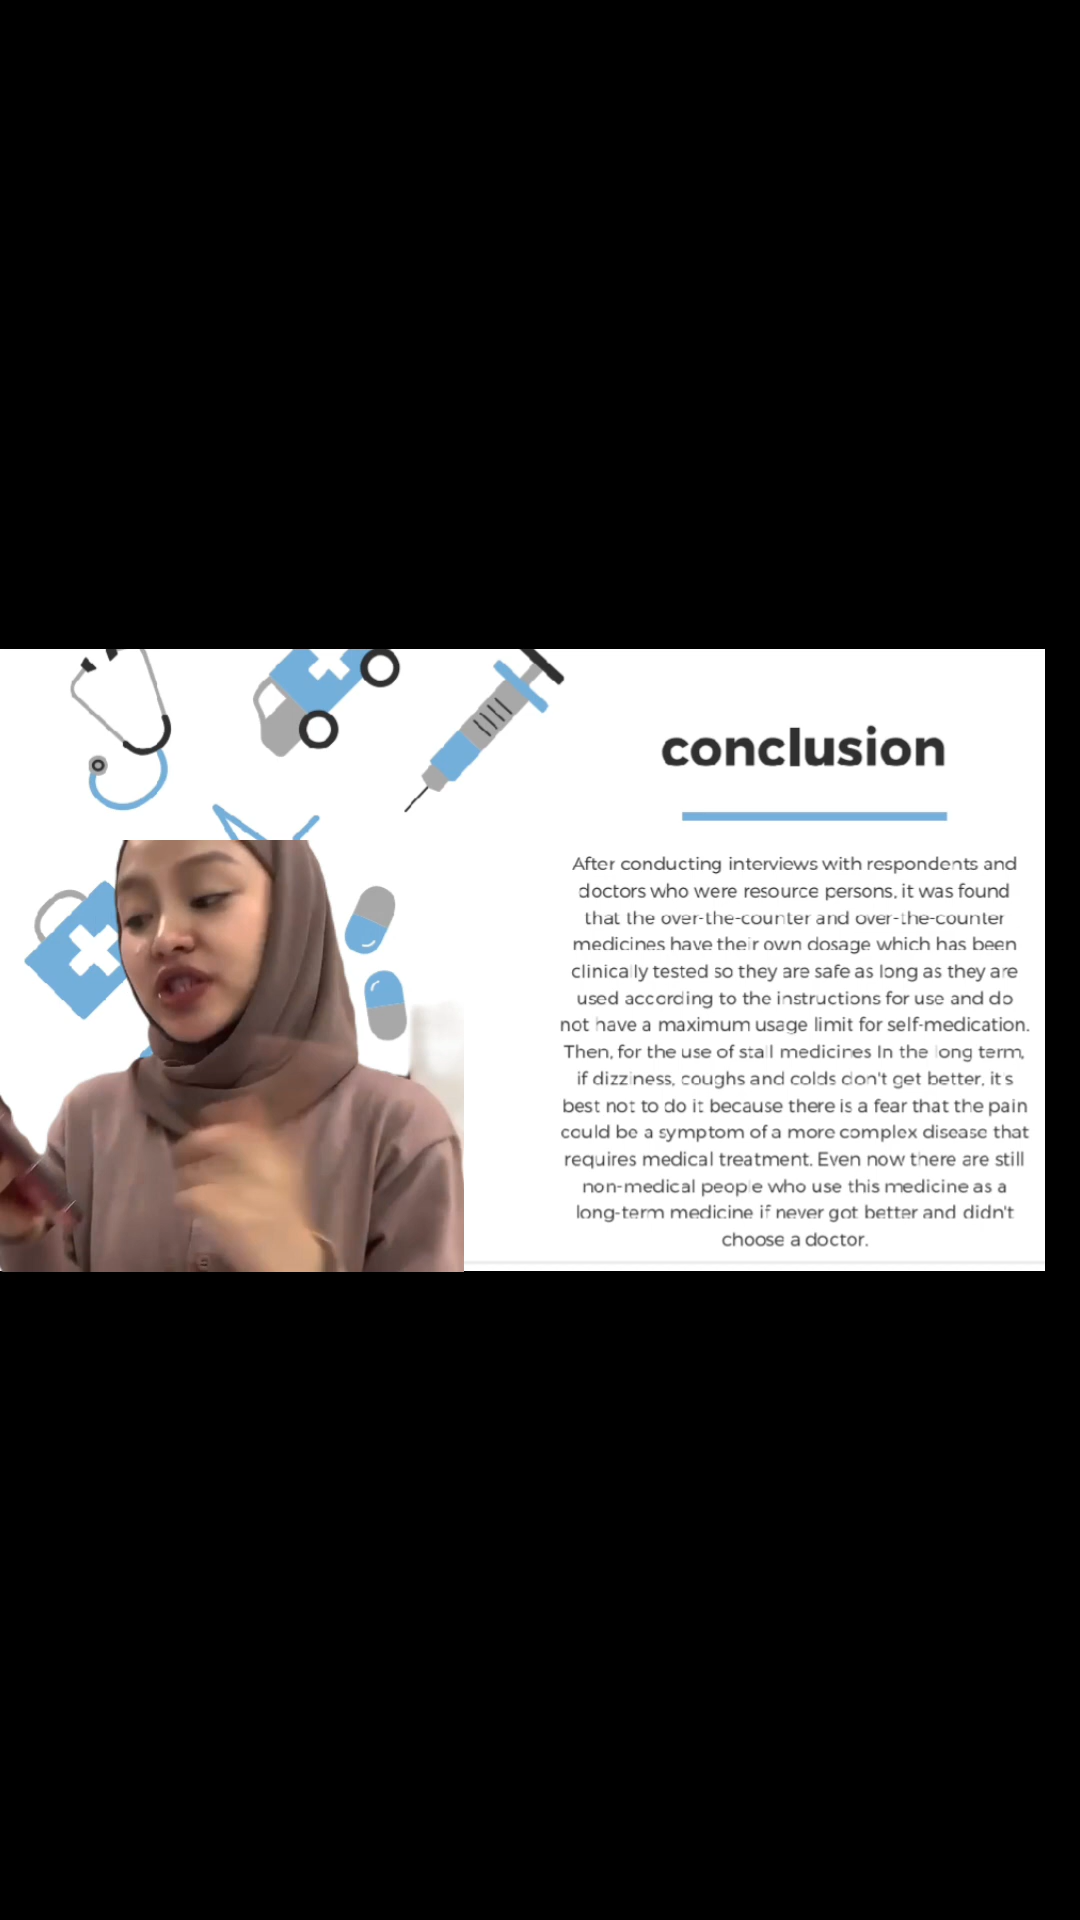 conclusion
After conducting interviews with respondents and
doctors who were resource persons, it was found
that the over-the-counter and over-the-counter
medicines have their own dosage which has been
clinically tested so they are safe as long as they are
used according to the instructions for use and do
not have a maximum usage limit for self-medication.
Then, for the use of stall medicines In the long term,
if dizziness, coughs and colds don't get better, it's
best not to do it because there is a fear that the pain
could be a symptom of a more complex disease that
requires medical treatment. Even now there are still
non-medical people who use this medicine as a
long-term medicine if never got better and didn't
choose a doctor.